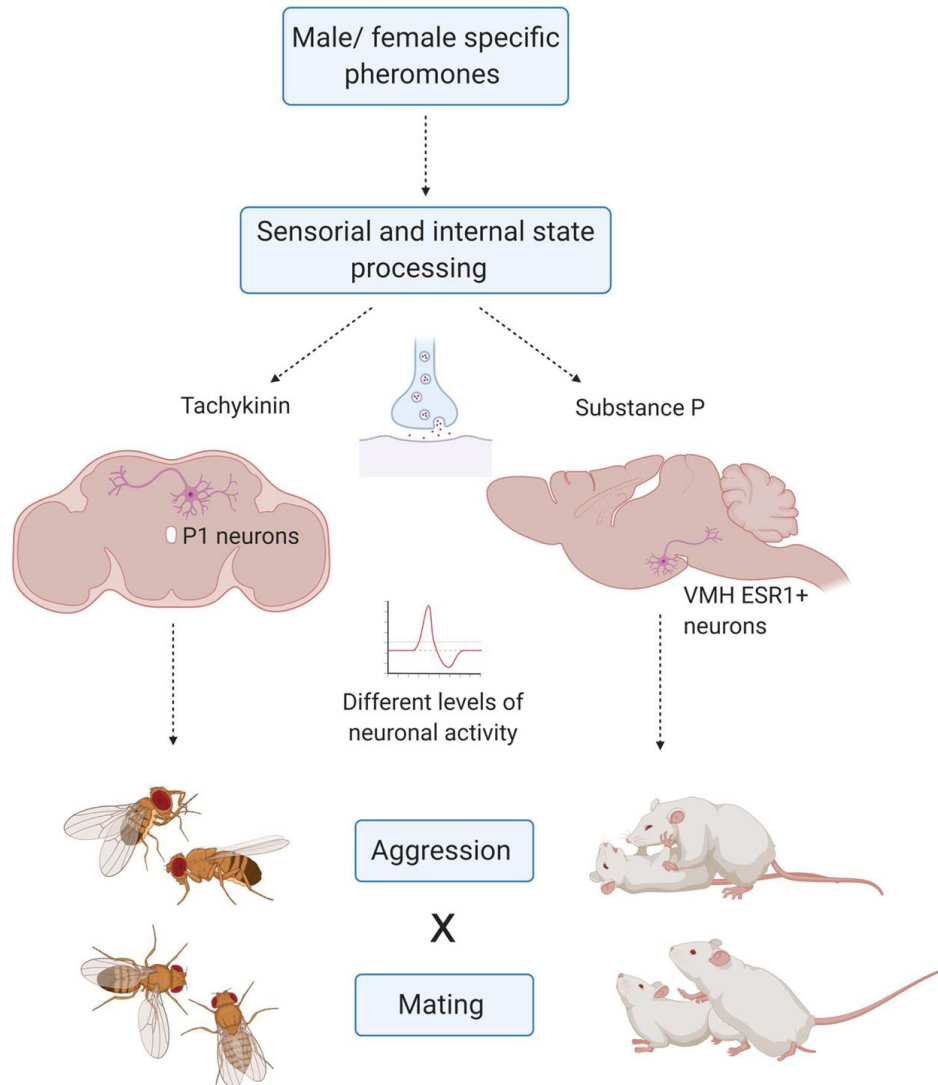 Male/ female specific
pheromones
Sensorial and internal state
processing
Tachykinin
Substance P
P1 neurons
VMH ESR1+
neurons
Different levels of
neuronal activity
Aggression
X
Mating